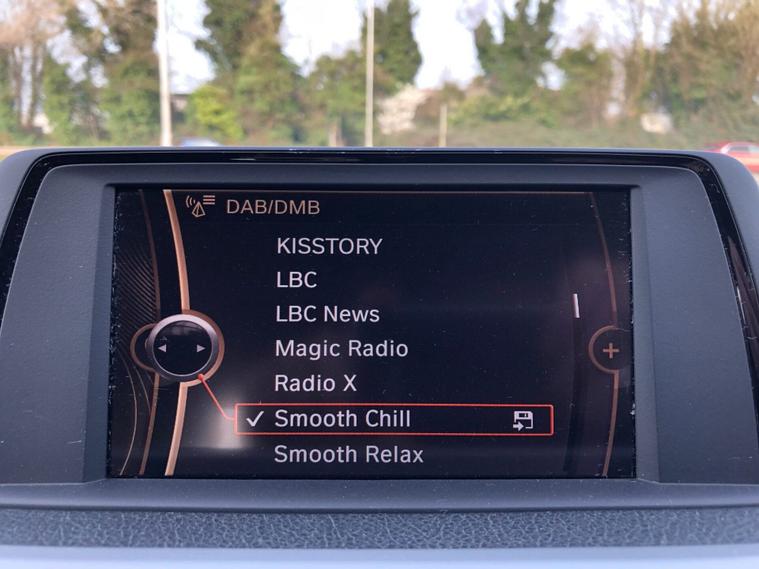 DAB/DMB
KISSTORY
LBC
LBC News
Magic Radio
Radio X
Smooth Chill
Smooth Relax